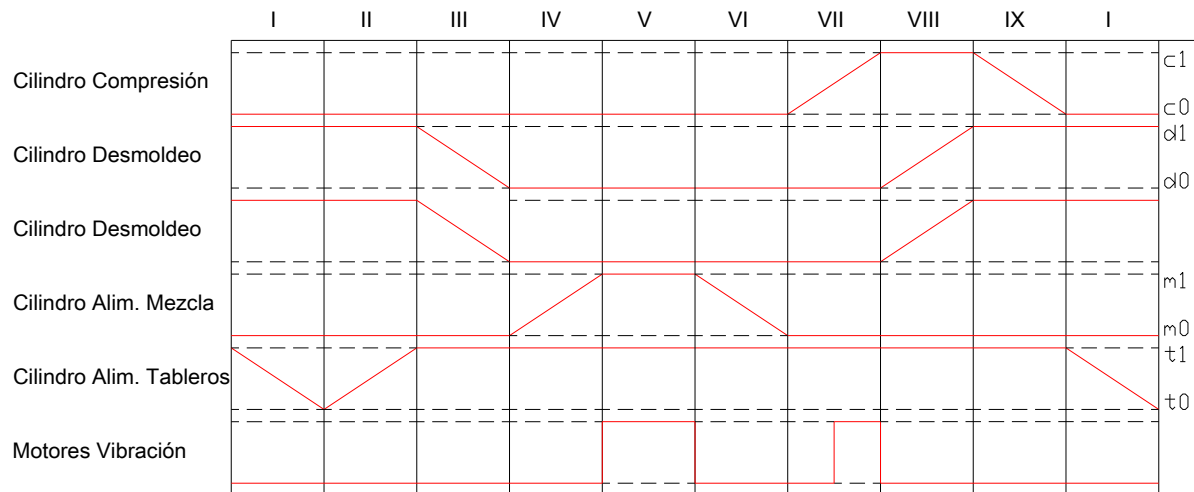 I II III IV V VI VII VIII IX I
Cilindro Compresión
c1
c0
Cilindro Desmoldeo
d1
d0
Cilindro Desmoldeo
Cilindro Alim. Mezcla
m1
m0
Cilindro Alim. Tableros
t1
t0
Motores Vibración